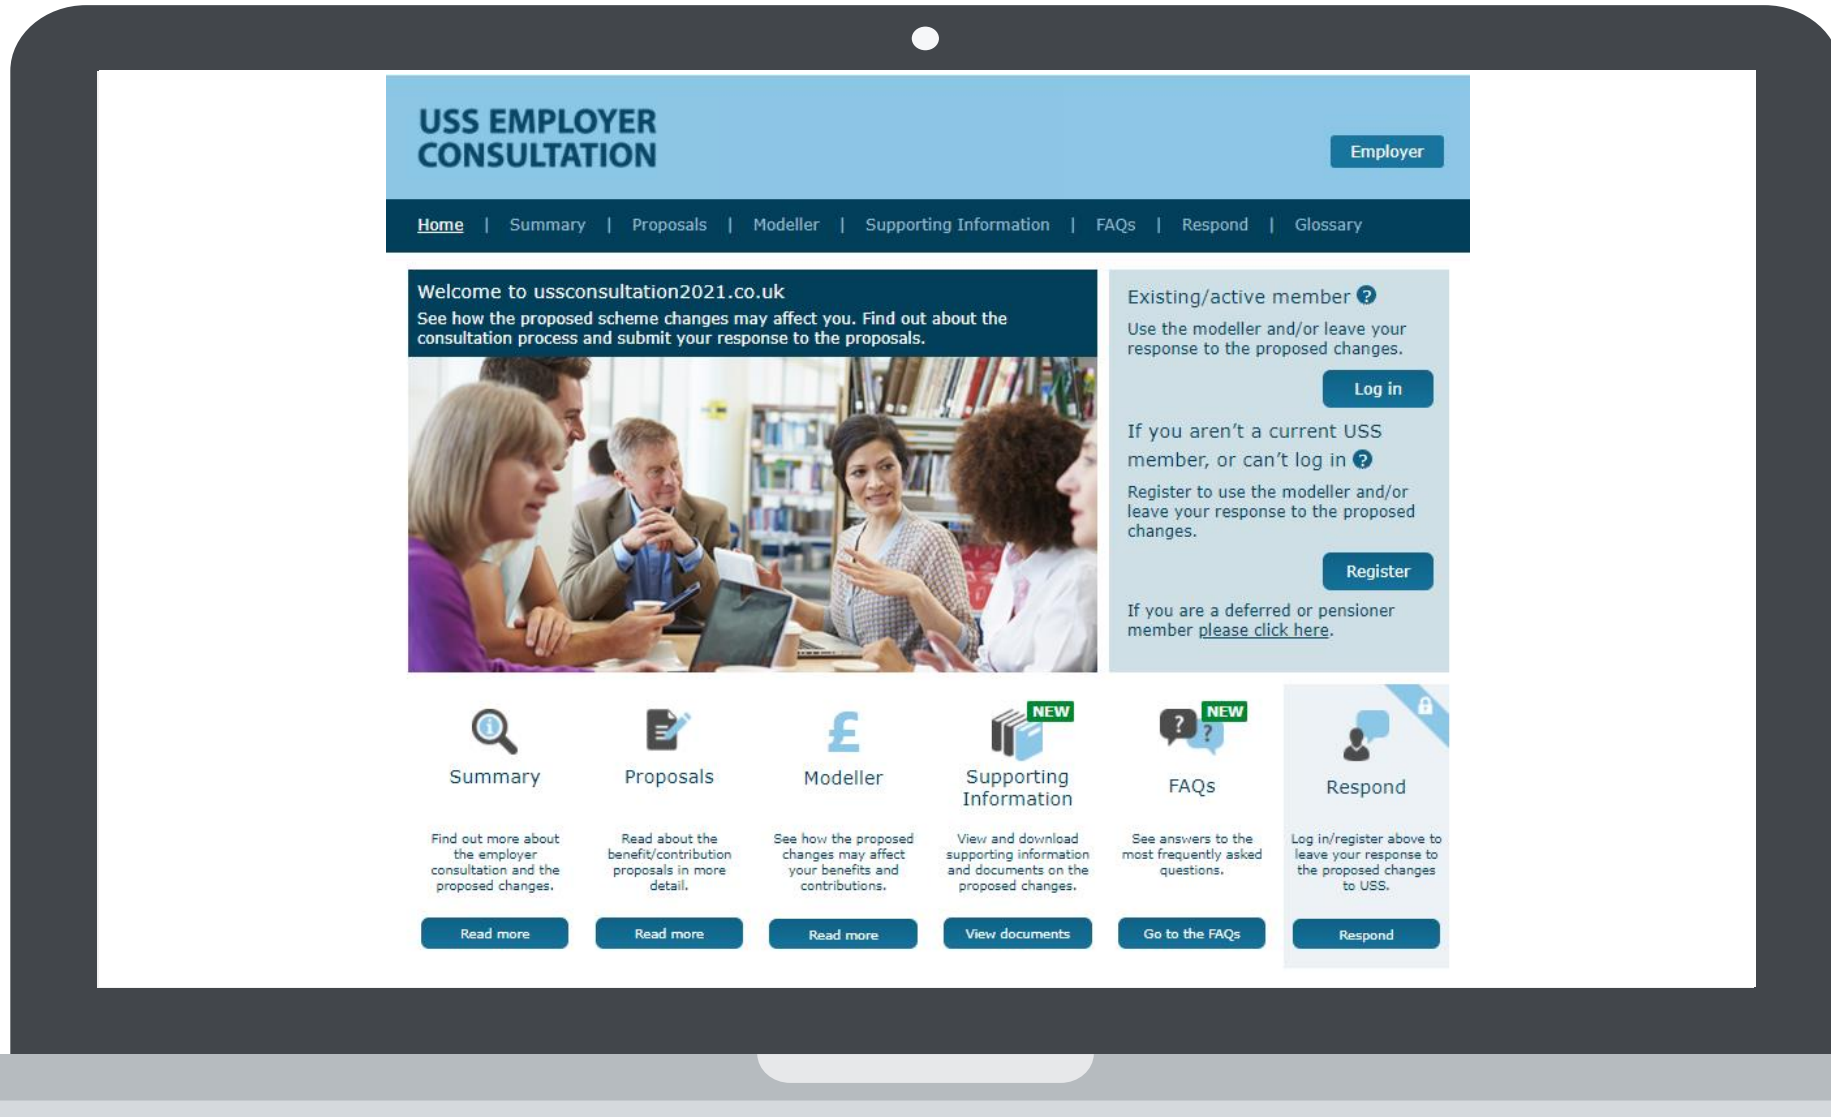 USS EMPLOYER
CONSULTATION
Employer
Home | Summary | Proposals | Modeller | Supporting Information | FAQs | Respond | Glossary
Welcome to ussconsultation2021.co.uk
See how the proposed scheme changes may affect you. Find out about the
consultation process and submit your response to the proposals.
Existing/active member ?
Use the modeller and/or leave your
response to the proposed changes.
Log in
If you aren't a current USS
member, or can't log in ?
Register to use the modeller and/or
leave your response to the proposed
changes.
Register
If you are a deferred or pensioner
member please click here.
Summary
Find out more about
the employer
consultation and the
proposed changes.
Read more
Proposals
Read about the
benefit/contribution
proposals in more
detail.
Read more
£
Modeller
See how the proposed
changes may affect
your benefits and
contributions.
Read more
NEW
Supporting
Information
View and download
supporting information
and documents on the
proposed changes.
View documents
NEW
? ?
FAQs
See answers to the
most frequently asked
questions.
Go to the FAQs
Respond
Log in/register above to
leave your response to
the proposed changes
to USS.
Respond